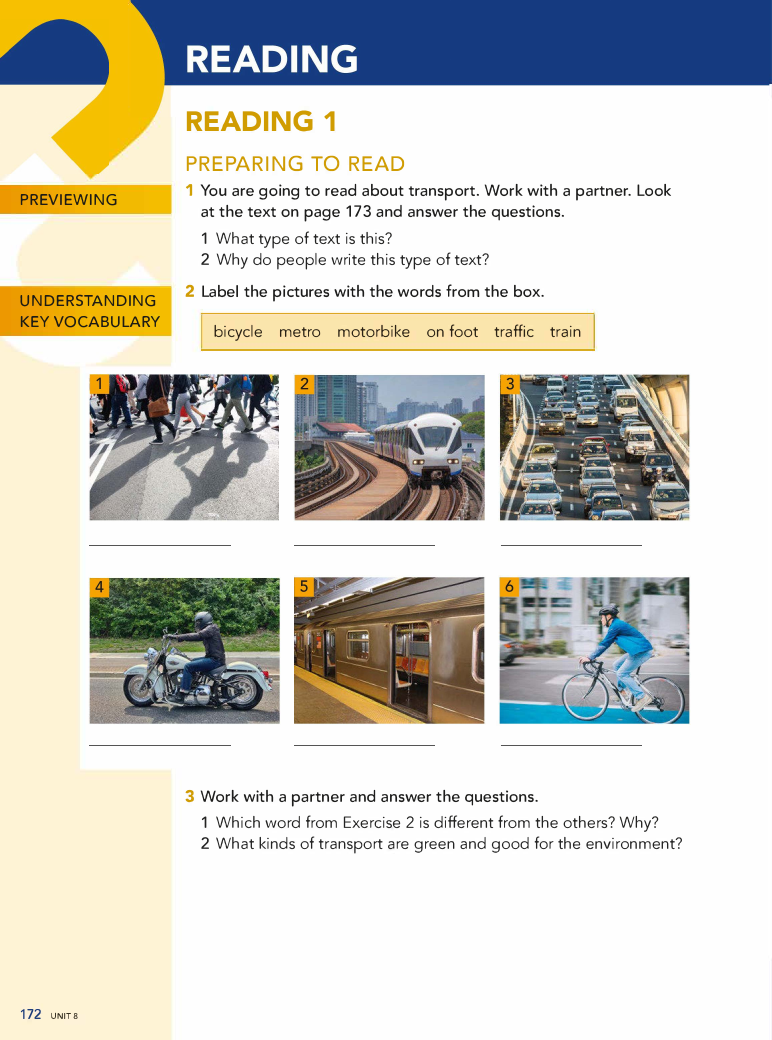 READING
READING 1
PREPARING TO READ
PREVIEWING
1 You are going to read about transport. Work with a partner. Look
at the text on page 173 and answer the questions.
1 What type of text is this?
2 Why do people write this type of text?
UNDERSTANDING
KEY VOCABULARY
2 Label the pictures with the words from the box.
bicycle metro motorbike on foot traffic train
1
2
3
4
5
6
3 Work with a partner and answer the questions.
1 Which word from Exercise 2 is different from the others? Why?
2 What kinds of transport are green and good for the environment?
172 UNIT 8